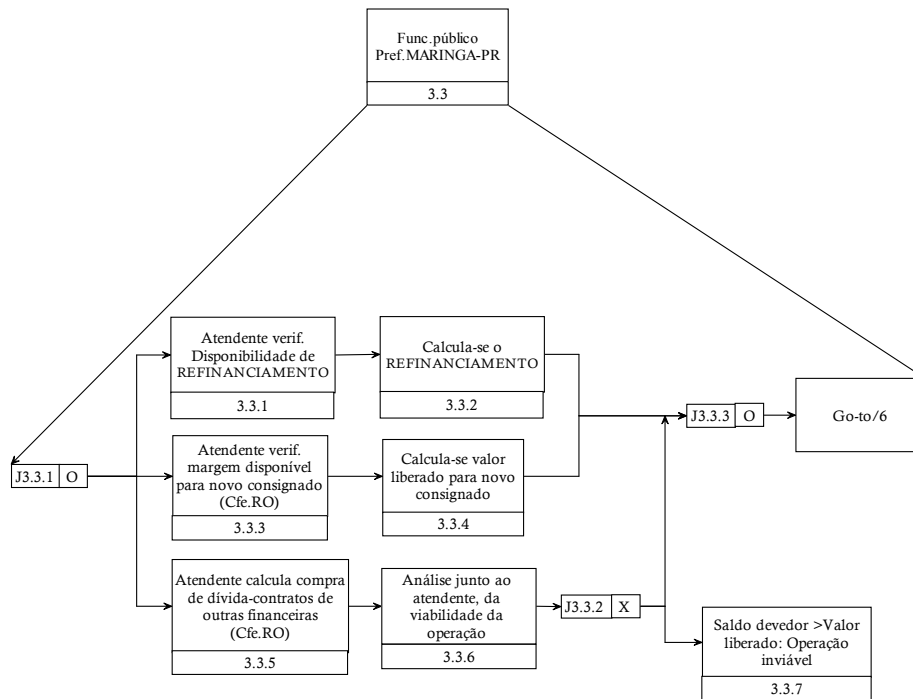 Func.público
Pref.MARINGA-PR
3.3
Atendente verif.
Disponibilidade de
REFINANCIAMENTO
3.3.1
Calcula-se o
REFINANCIAMENTO
3.3.2
J3.3.3 O
Go-to/6
J3.3.1 O
Atendente verif.
margem disponível
para novo consignado
(Cfe.RO)
3.3.3
Calcula-se valor
liberado para novo
consignado
3.3.4
Atendente calcula compra
de dívida-contratos de
outras financeiras
(Cfe.RO)
3.3.5
Análise junto ao
atendente, da
viabilidade da
operação
3.3.6
J3.3.2 X
Saldo devedor >Valor
liberado: Operação
inviável
3.3.7